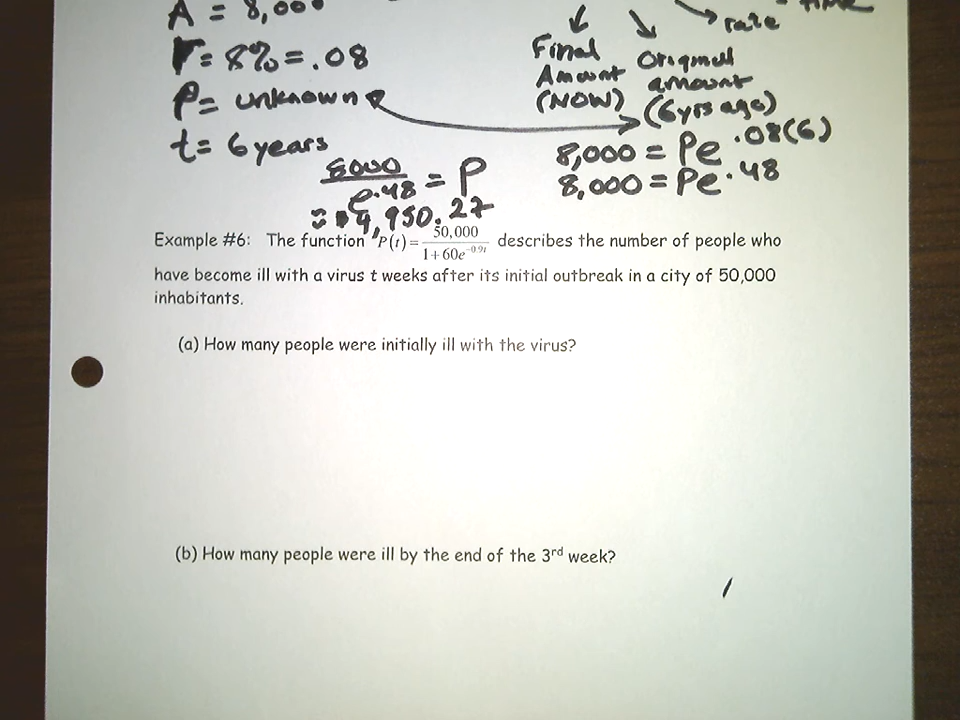 A = 8,000
r = 8% = .08
P = unknown
t = 6 years
8000 / e^.48 = P
≈ 4,950.27
rate
Final Amount (NOW)
Original amount (6 yrs ago)
8,000 = Pe^.08(6)
8,000 = Pe^.48
Example #6: The function P(t) = 50,000 / 1+60e^-0.9t describes the number of people who
have become ill with a virus t weeks after its initial outbreak in a city of 50,000
inhabitants.
(a) How many people were initially ill with the virus?
(b) How many people were ill by the end of the 3rd week?